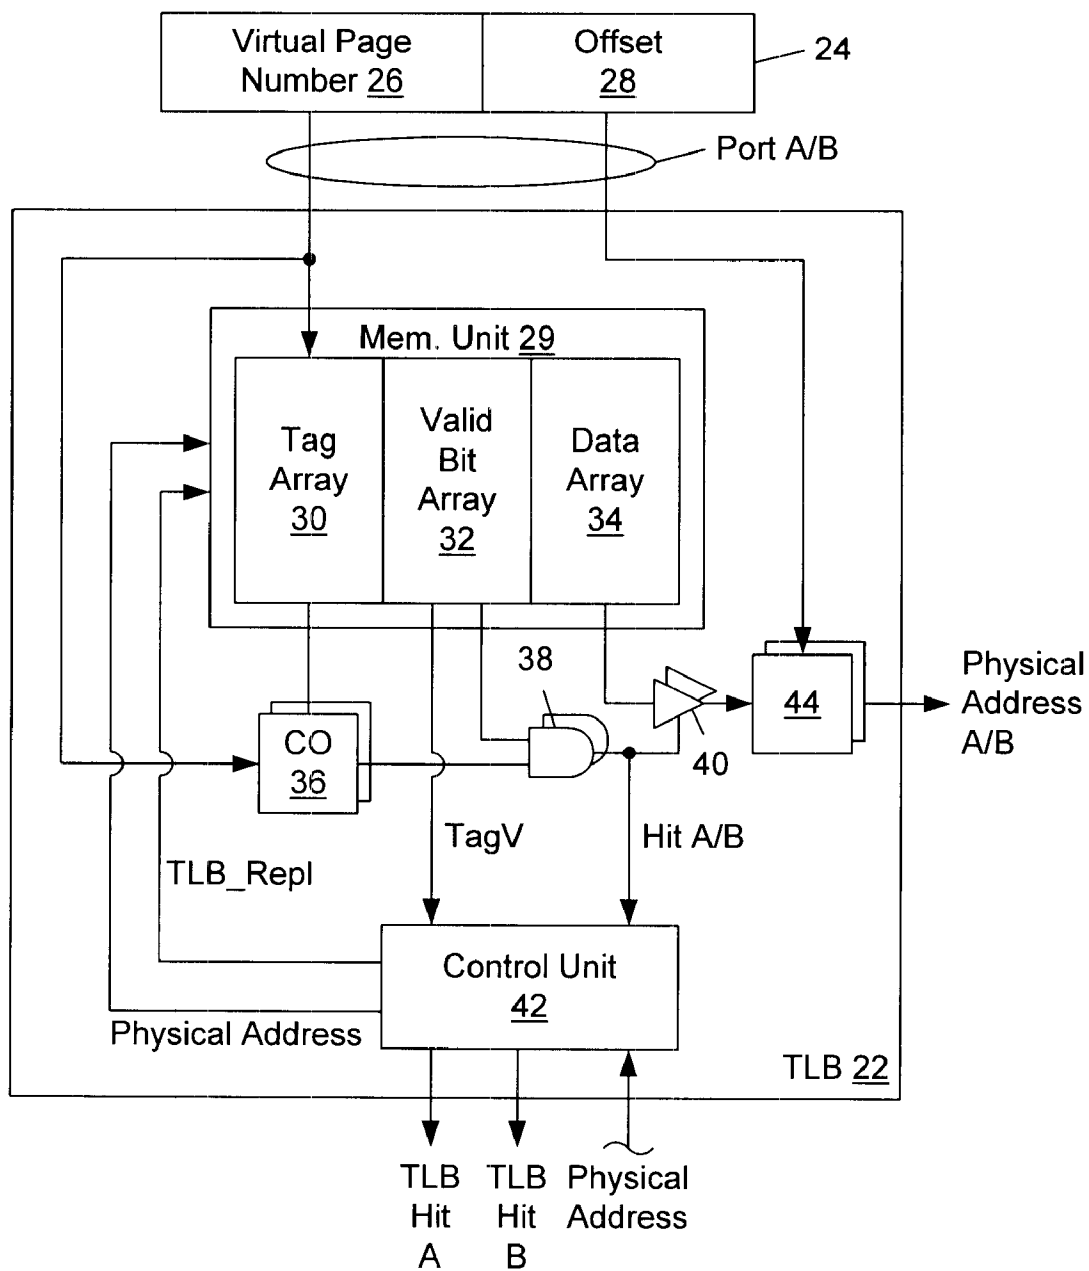 Virtual Page
Number 26
Offset
28
24
Port A/B
Mem. Unit 29
Tag
Array
30
Valid
Bit
Array
32
Data
Array
34
38
CO
36
40
44
Physical
Address
A/B
TagV
Hit A/B
TLB_Repl
Control Unit
42
Physical Address
TLB 22
TLB
Hit
A
TLB
Hit
B
Physical
Address